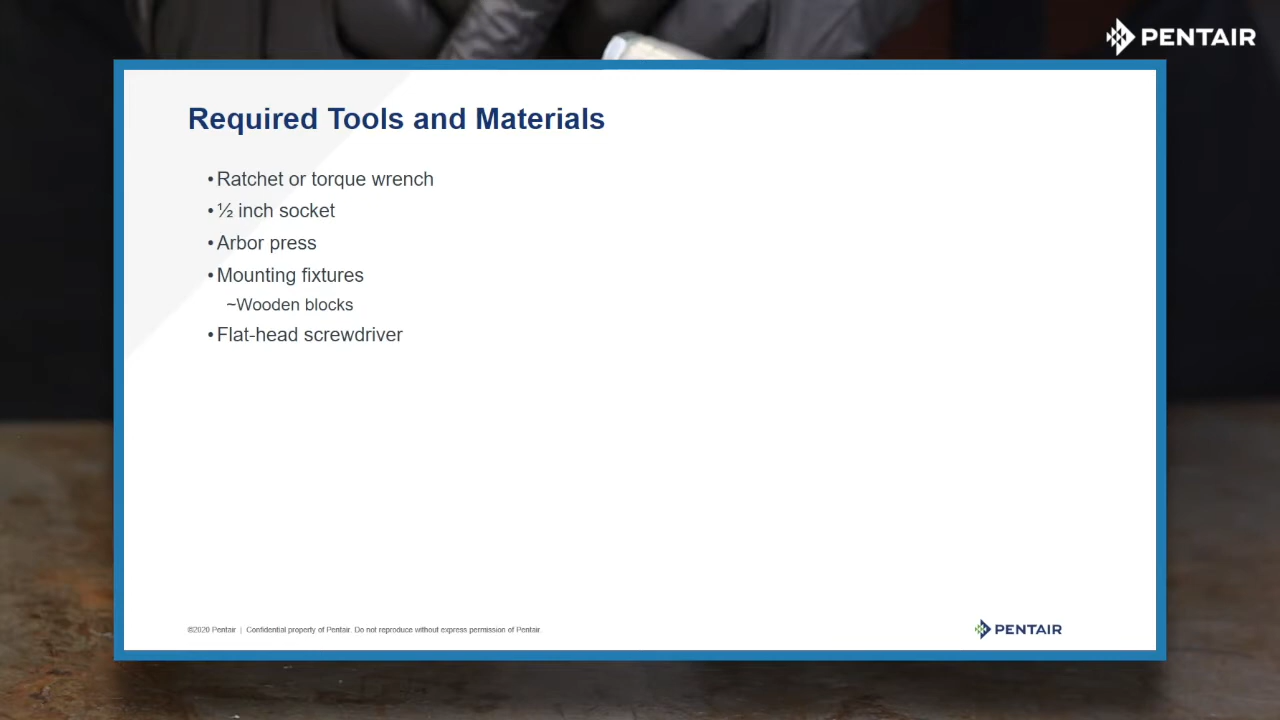 PENTAIR
Required Tools and Materials
•Ratchet or torque wrench
•½ inch socket
•Arbor press
•Mounting fixtures
~Wooden blocks
•Flat-head screwdriver
©2020 Pentair | Confidential property of Pentair. Do not reproduce without express permission of Pentair.
PENTAIR